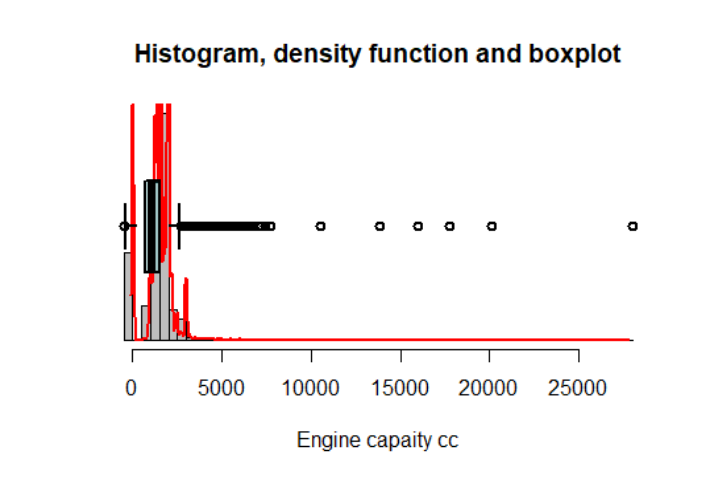 Histogram, density function and boxplot
0 5000 10000 15000 20000 25000
Engine capaity cc